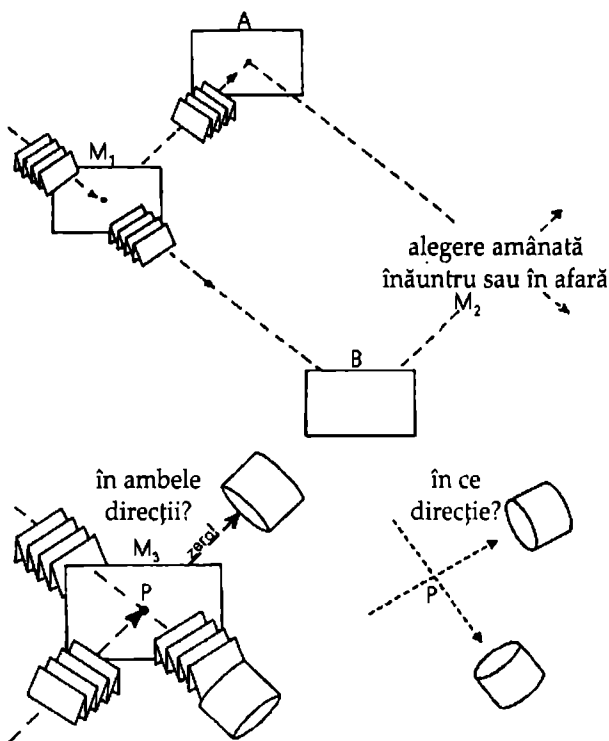 A
M₁
alegere amânată
înăuntru sau în afară
M₂
B
în ambele
direcții?
zero!
M₃
P
în ce
direcție?
P